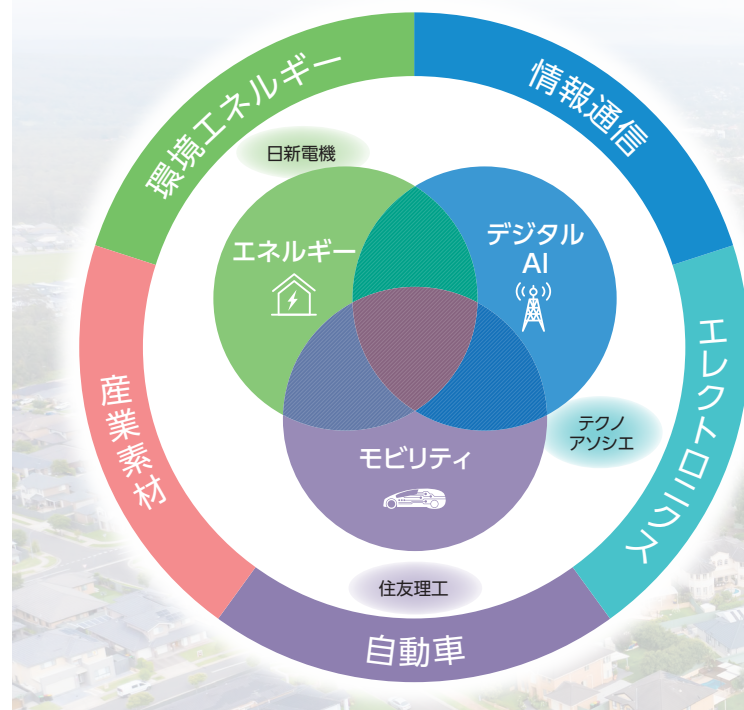 環境エネルギー
情報通信
日新電機
エネルギー
デジタル
AI
エレクトロニクス
産業素材
テクノ
アソシエ
モビリティ
住友理工
自動車